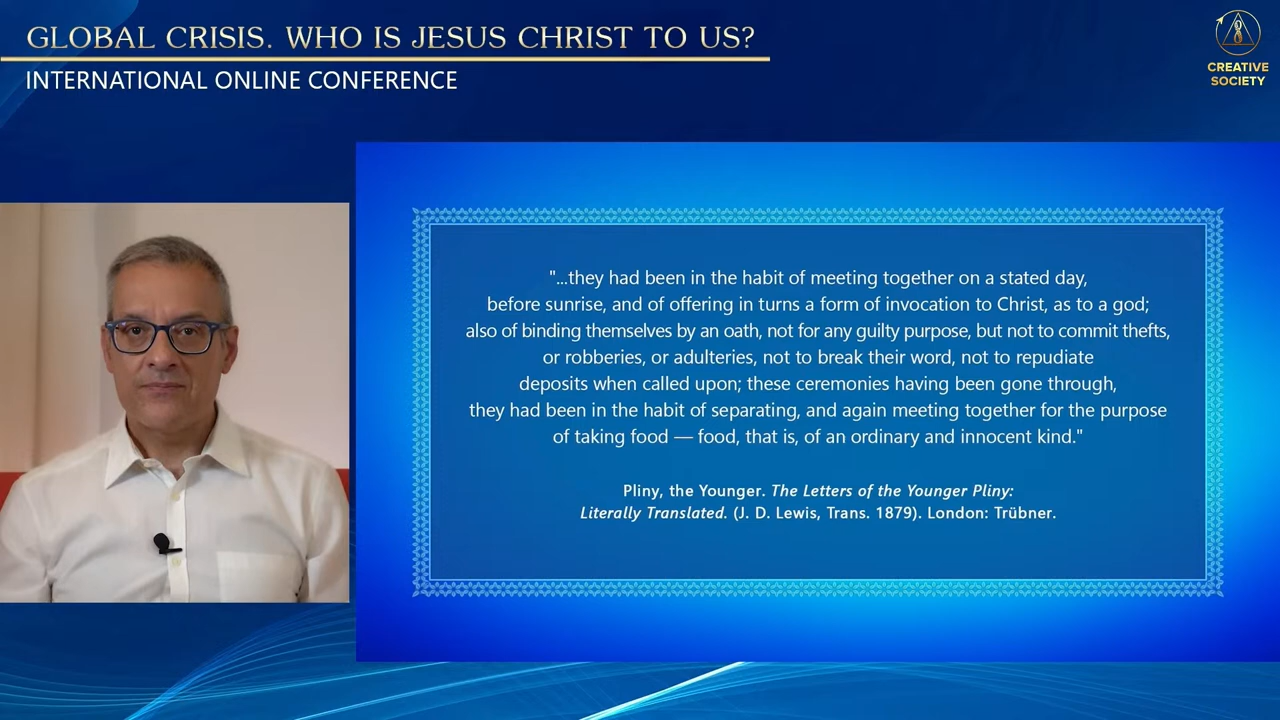 GLOBAL CRISIS. WHO IS JESUS CHRIST TO US?
INTERNATIONAL ONLINE CONFERENCE
CREATIVE
SOCIETY
"...they had been in the habit of meeting together on a stated day,
before sunrise, and of offering in turns a form of invocation to Christ, as to a god;
also of binding themselves by an oath, not for any guilty purpose, but not to commit thefts,
or robberies, or adulteries, not to break their word, not to repudiate
deposits when called upon; these ceremonies having been gone through,
they had been in the habit of separating, and again meeting together for the purpose
of taking food — food, that is, of an ordinary and innocent kind."
Pliny, the Younger. The Letters of the Younger Pliny:
Literally Translated. (J. D. Lewis, Trans. 1879). London: Trübner.